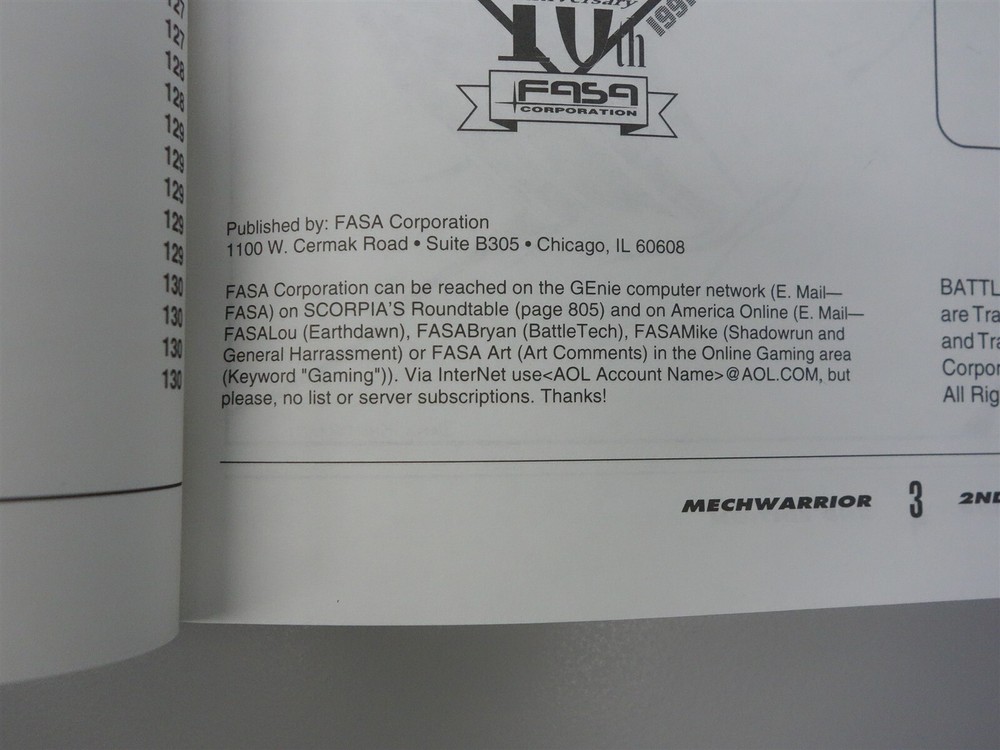 127
127
128
128
129
129
129
129
129
130
130
130
130
Anniversary
10th
1991
FASA
CORPORATION
Published by: FASA Corporation
1100 W. Cermak Road • Suite B305 • Chicago, IL 60608
FASA Corporation can be reached on the GEnie computer network (E. Mail—
FASA) on SCORPIA'S Roundtable (page 805) and on America Online (E. Mail—
FASALou (Earthdawn), FASABryan (BattleTech), FASAMike (Shadowrun and
General Harrassment) or FASA Art (Art Comments) in the Online Gaming area
(Keyword "Gaming")). Via InterNet use<AOL Account Name>@AOL.COM, but
please, no list or server subscriptions. Thanks!
BATTL
are Tra
and Tra
Corpor
All Rig
MECHWARRIOR 3 2ND